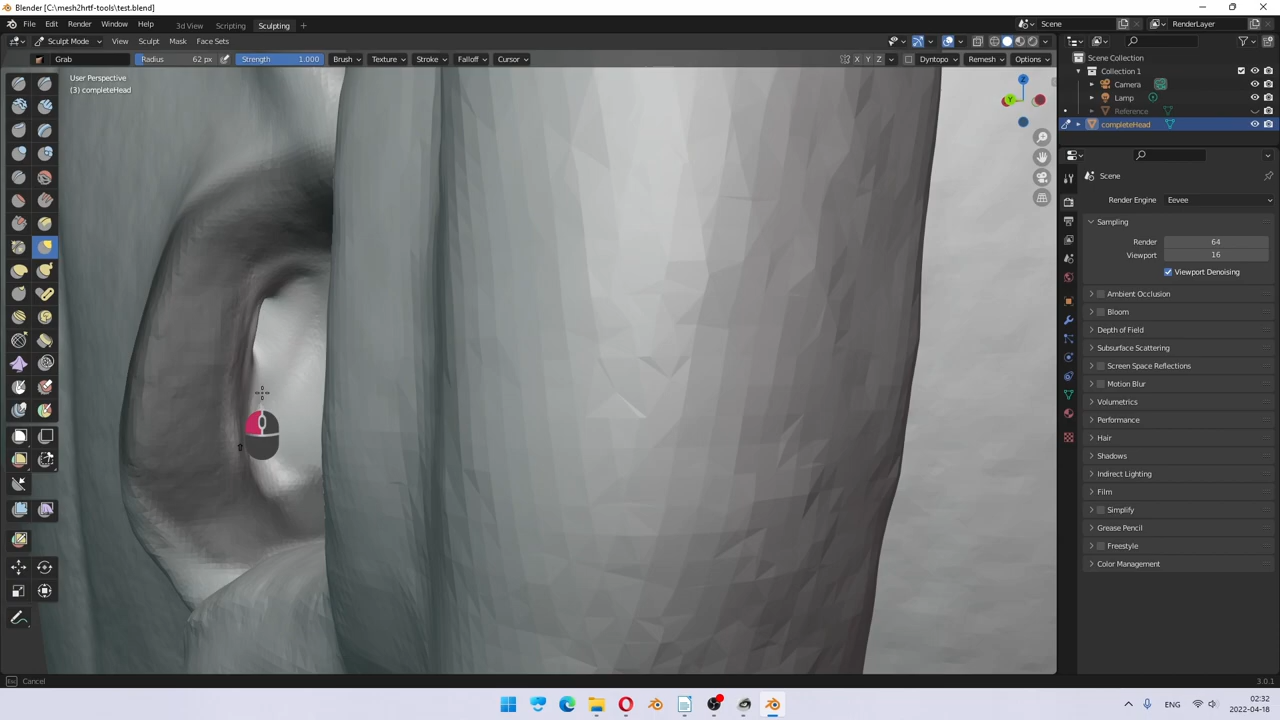 Blender [C:\mesh2hrtf-tools\test.blend]
File Edit Render Window Help 3d View Scripting Sculpting + Scene RenderLayer
Sculpt Mode View Sculpt Mask Face Sets
Grab Radius 62 px Strength 1.000 Brush Texture Stroke Falloff Cursor X Y Z Dyntopo Remesh Options
Scene Collection
Collection 1
Camera
Lamp
Reference
completeHead
User Perspective
(3) completeHead
Z
Y
Scene
Render Engine Eevee
Sampling
Render 64
Viewport 16
Viewport Denoising
Ambient Occlusion
Bloom
Depth of Field
Subsurface Scattering
Screen Space Reflections
Motion Blur
Volumetrics
Performance
Hair
Shadows
Indirect Lighting
Film
Simplify
Grease Pencil
Freestyle
Color Management
Esc Cancel 3.0.1
ENG 02:32
2022-04-18